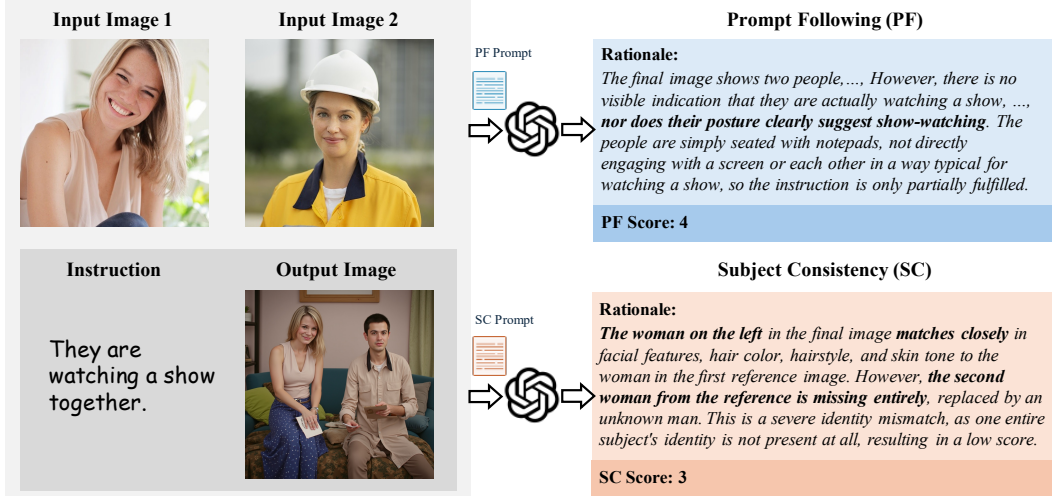 Input Image 1
Input Image 2
Instruction
They are
watching a show
together.
Output Image
PF Prompt
SC Prompt
Prompt Following (PF)
Rationale:
The final image shows two people,…, However, there is no
visible indication that they are actually watching a show, …,
nor does their posture clearly suggest show-watching. The
people are simply seated with notepads, not directly
engaging with a screen or each other in a way typical for
watching a show, so the instruction is only partially fulfilled.
PF Score: 4
Subject Consistency (SC)
Rationale:
The woman on the left in the final image matches closely in
facial features, hair color, hairstyle, and skin tone to the
woman in the first reference image. However, the second
woman from the reference is missing entirely, replaced by an
unknown man. This is a severe identity mismatch, as one entire
subject's identity is not present at all, resulting in a low score.
SC Score: 3